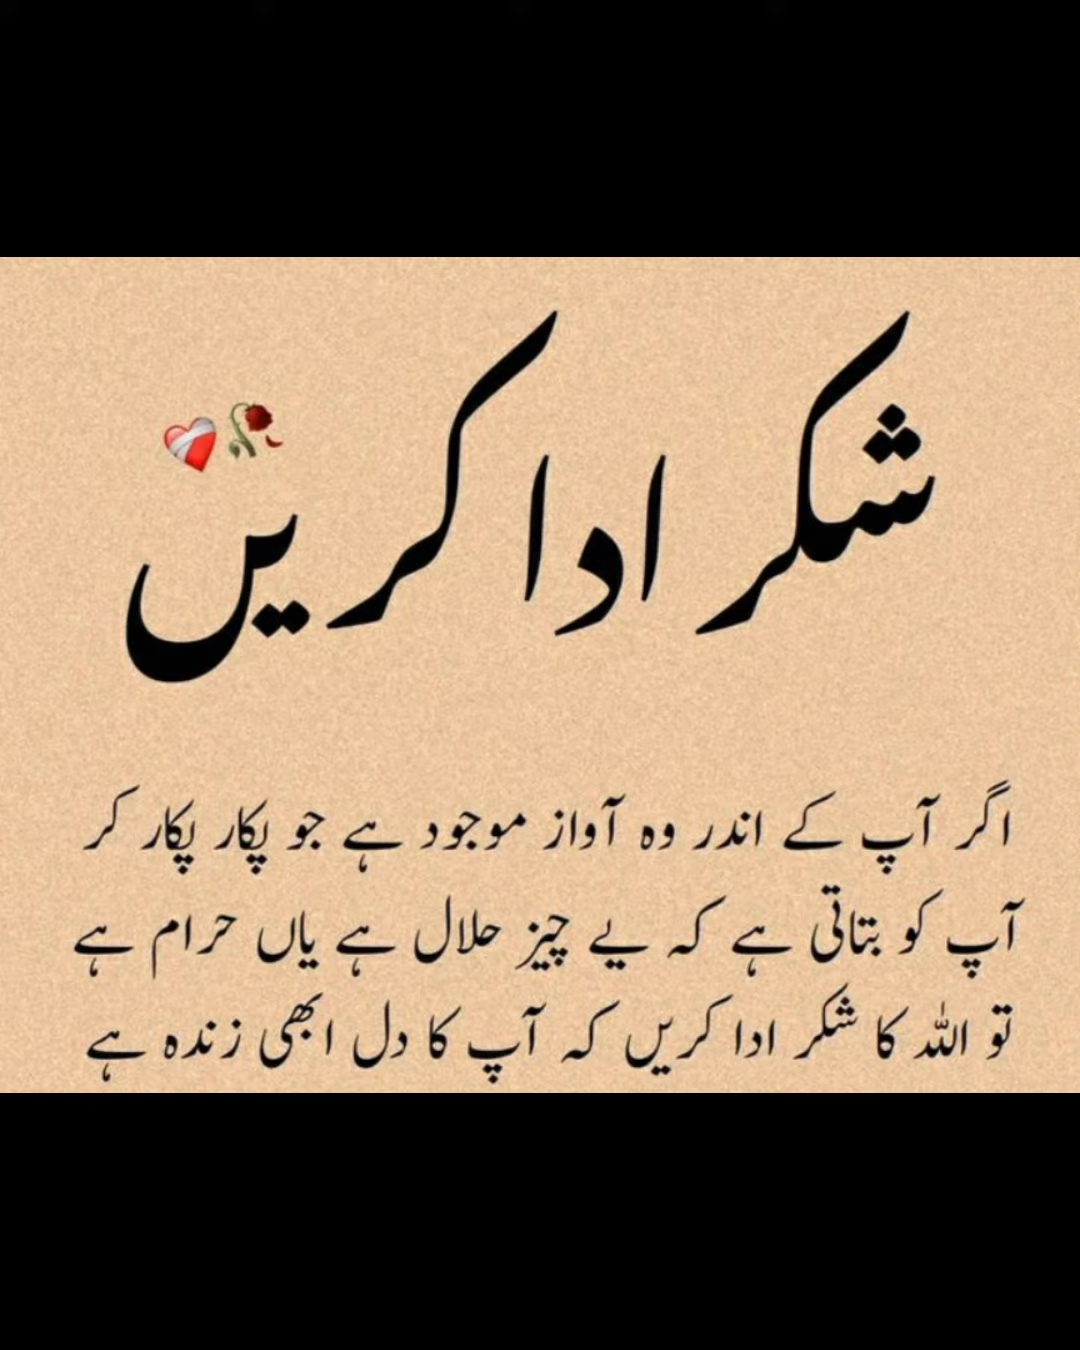 شکر ادا کریں
اگر آپ کے اندر وہ آواز موجود ہے جو پکار پکار کر
آپ کو بتاتی ہے کہ یے چیز حلال ہے یاں حرام ہے
تو اللہ کا شکر ادا کریں کہ آپ کا دل ابھی زندہ ہے